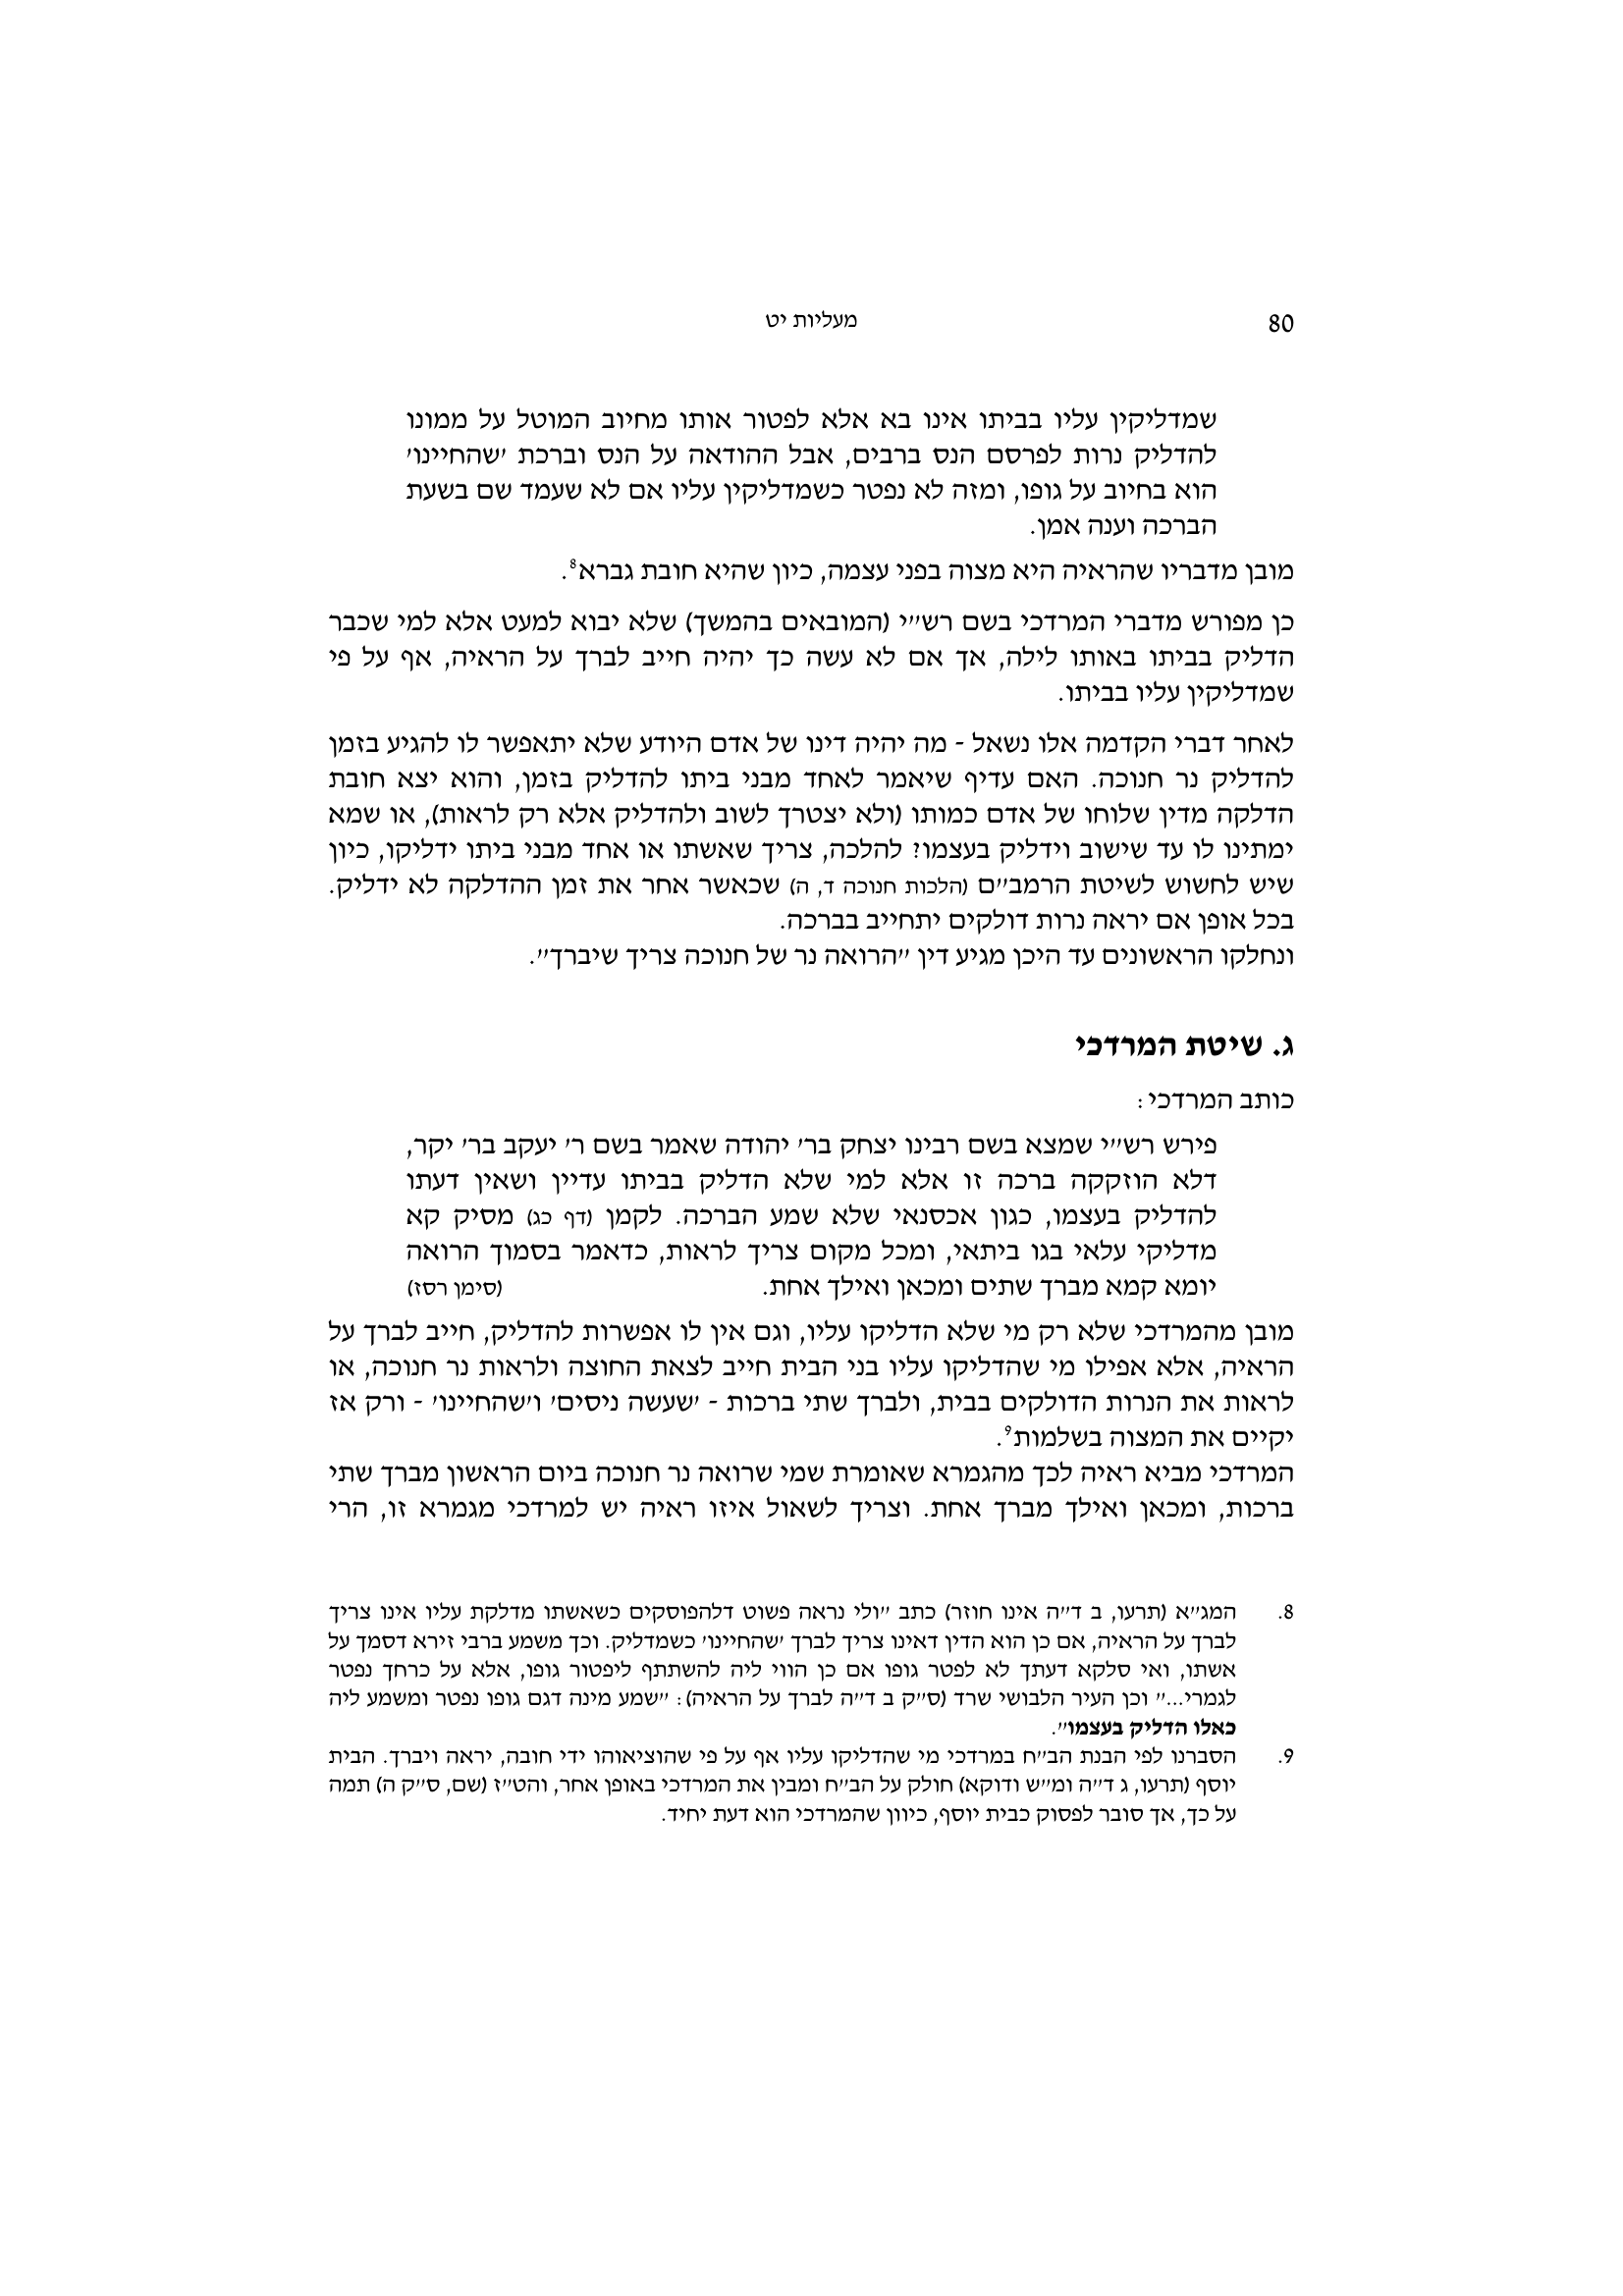 80
מעליות יט
שמדליקין עליו בביתו אינו בא אלא לפטור אותו מחיוב המוטל על ממונו
להדליק נרות לפרסם הנס ברבים, אבל ההודאה על הנס וברכת ׳שהחיינו׳
הוא בחיוב על גופו, ומזה לא נפטר כשמדליקין עליו אם לא שעמד שם בשעת
הברכה וענה אמן.
מובן מדבריו שהראיה היא מצוה בפני עצמה, כיון שהיא חובת גברא⁸.
כן מפורש מדברי המרדכי בשם רש״י (המובאים בהמשך) שלא יבוא למעט אלא למי שכבר
הדליק בביתו באותו לילה, אך אם לא עשה כך יהיה חייב לברך על הראיה, אף על פי
שמדליקין עליו בביתו.
לאחר דברי הקדמה אלו נשאל - מה יהיה דינו של אדם היודע שלא יתאפשר לו להגיע בזמן
להדליק נר חנוכה. האם עדיף שיאמר לאחד מבני ביתו להדליק בזמן, והוא יצא חובת
הדלקה מדין שלוחו של אדם כמותו (ולא יצטרך לשוב ולהדליק אלא רק לראות), או שמא
ימתינו לו עד שישוב וידליק בעצמו? להלכה, צריך שאשתו או אחד מבני ביתו ידליקו, כיון
שיש לחשוש לשיטת הרמב״ם (הלכות חנוכה ד, ה) שכאשר אחר את זמן ההדלקה לא ידליק.
בכל אופן אם יראה נרות דולקים יתחייב בברכה.
ונחלקו הראשונים עד היכן מגיע דין ״הרואה נר של חנוכה צריך שיברך״.
ג. שיטת המרדכי
כותב המרדכי:
פירש רש״י שמצא בשם רבינו יצחק בר׳ יהודה שאמר בשם ר׳ יעקב בר׳ יקר,
דלא הוזקקה ברכה זו אלא למי שלא הדליק בביתו עדיין ושאין דעתו
להדליק בעצמו, כגון אכסנאי שלא שמע הברכה. לקמן (דף כג) מסיק קא
מדליקי עלאי בגו ביתאי, ומכל מקום צריך לראות, כדאמר בסמוך הרואה
יומא קמא מברך שתים ומכאן ואילך אחת. (סימן רסז)
מובן מהמרדכי שלא רק מי שלא הדליקו עליו, וגם אין לו אפשרות להדליק, חייב לברך על
הראיה, אלא אפילו מי שהדליקו עליו בני הבית חייב לצאת החוצה ולראות נר חנוכה, או
לראות את הנרות הדולקים בבית, ולברך שתי ברכות - ׳שעשה ניסים׳ ו׳שהחיינו׳ - ורק אז
יקיים את המצוה בשלמות⁹.
המרדכי מביא ראיה לכך מהגמרא שאומרת שמי שרואה נר חנוכה ביום הראשון מברך שתי
ברכות, ומכאן ואילך מברך אחת. וצריך לשאול איזו ראיה יש למרדכי מגמרא זו, הרי
8. המג״א (תרעו, ב ד״ה אינו חוזר) כתב ״ולי נראה פשוט דלהפוסקים כשאשתו מדלקת עליו אינו צריך
לברך על הראיה, אם כן הוא הדין דאינו צריך לברך ׳שהחיינו׳ כשמדליק. וכך משמע ברבי זירא דסמך על
אשתו, ואי סלקא דעתך לא לפטר גופו אם כן הווי ליה להשתתף ליפטור גופו, אלא על כרחך נפטר
לגמרי...״ וכן העיר הלבושי שרד (ס״ק ב ד״ה לברך על הראיה): ״שמע מינה דגם גופו נפטר ומשמע ליה
כאלו הדליק בעצמו״.
9. הסברנו לפי הבנת הב״ח במרדכי מי שהדליקו עליו אף על פי שהוציאוהו ידי חובה, יראה ויברך. הבית
יוסף (תרעו, ג ד״ה ומ״ש ודוקא) חולק על הב״ח ומבין את המרדכי באופן אחר, והט״ז (שם, ס״ק ה) תמה
על כך, אך סובר לפסוק כבית יוסף, כיוון שהמרדכי הוא דעת יחיד.